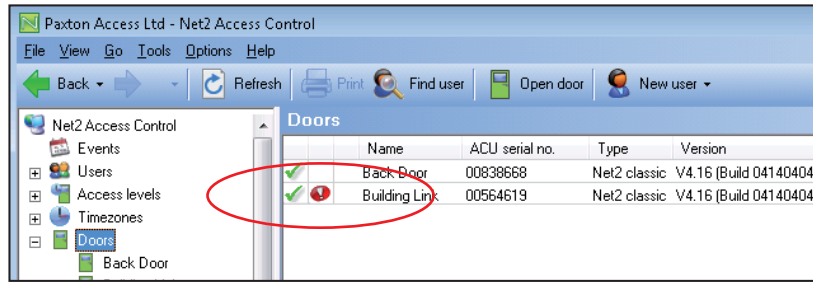 Paxton Access Ltd - Net2 Access Control
File View Go Tools Options Help
Back Refresh Print Find user Open door New user
Net2 Access Control
Events
Users
Access levels
Timezones
Doors
Back Door
Doors
Name ACU serial no. Type Version
Back Door 00838668 Net2 classic V4.16 (Build 04140404
Building Link 00564619 Net2 classic V4.16 (Build 04140404